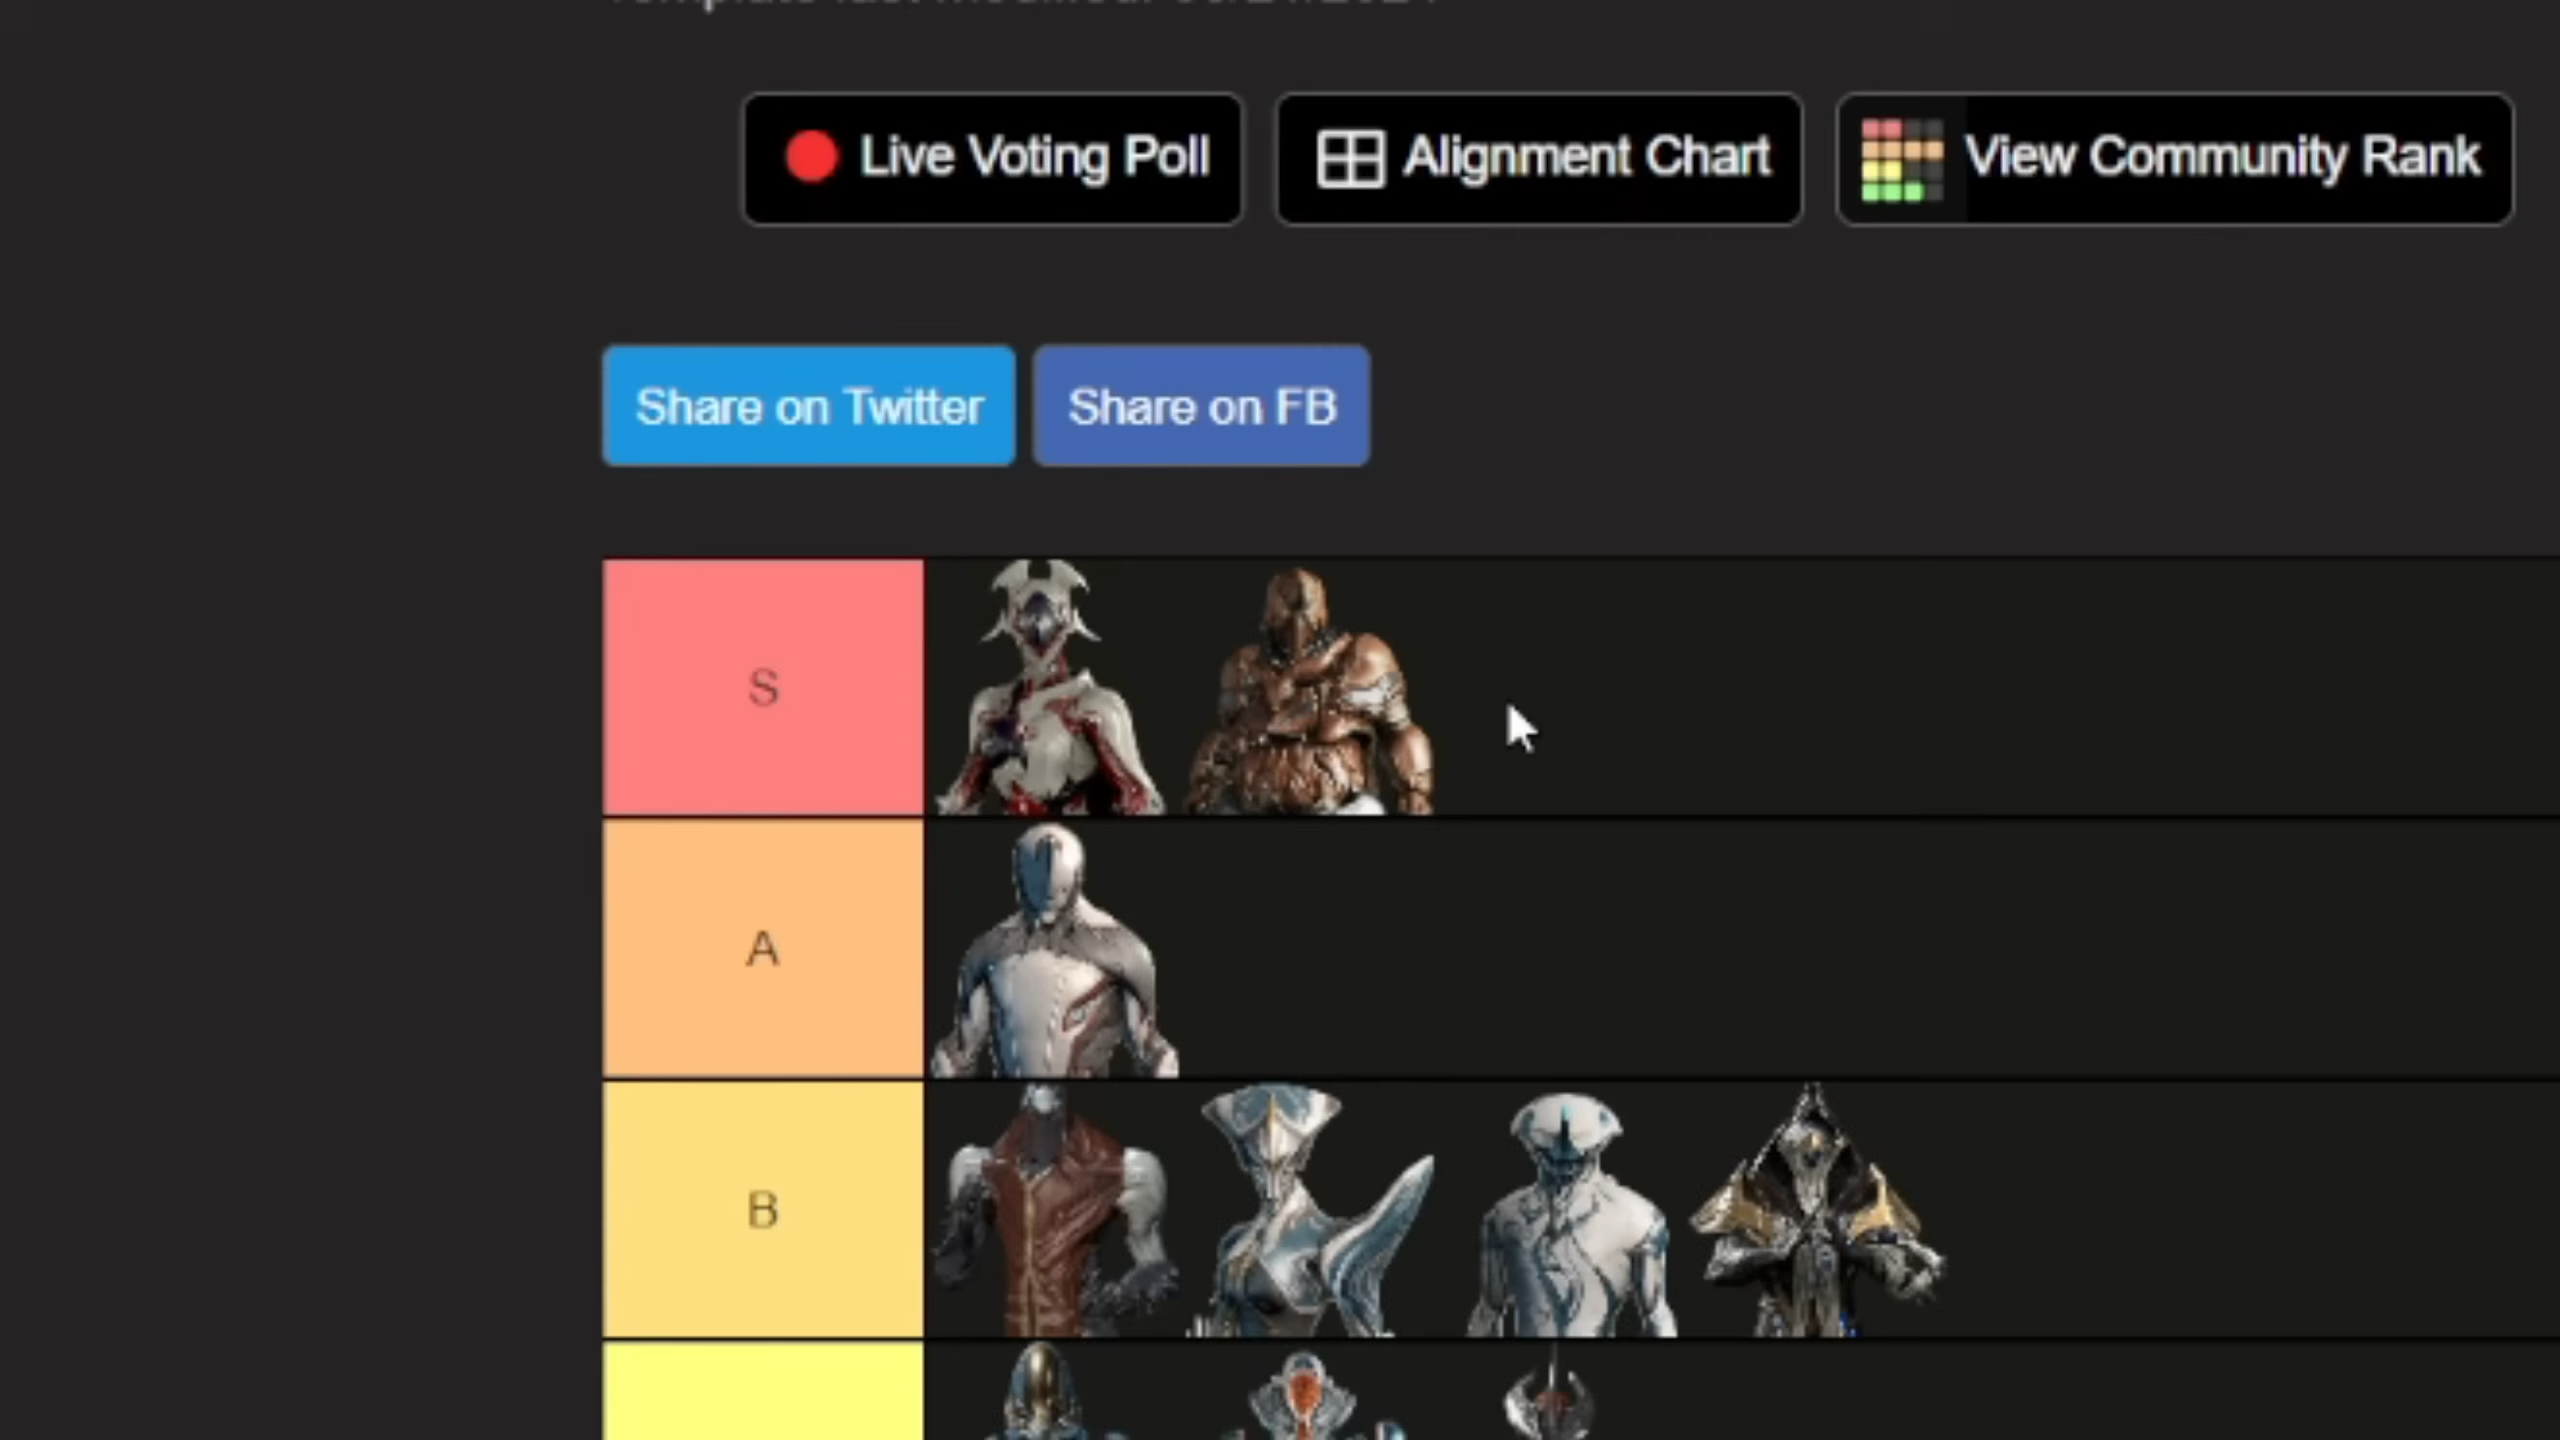 Live Voting Poll
Alignment Chart
View Community Rank
Share on Twitter
Share on FB
S
A
B